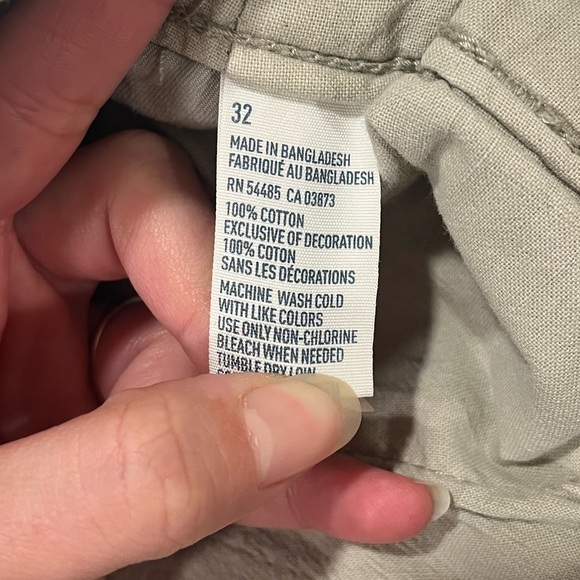 32
MADE IN BANGLADESH
FABRIQUÉ AU BANGLADESH
RN 54485 CA 03873
100% COTTON
EXCLUSIVE OF DECORATION
100% COTON
SANS LES DÉCORATIONS
MACHINE WASH COLD
WITH LIKE COLORS
USE ONLY NON-CHLORINE
BLEACH WHEN NEEDED
TUMBLE DRY LOW